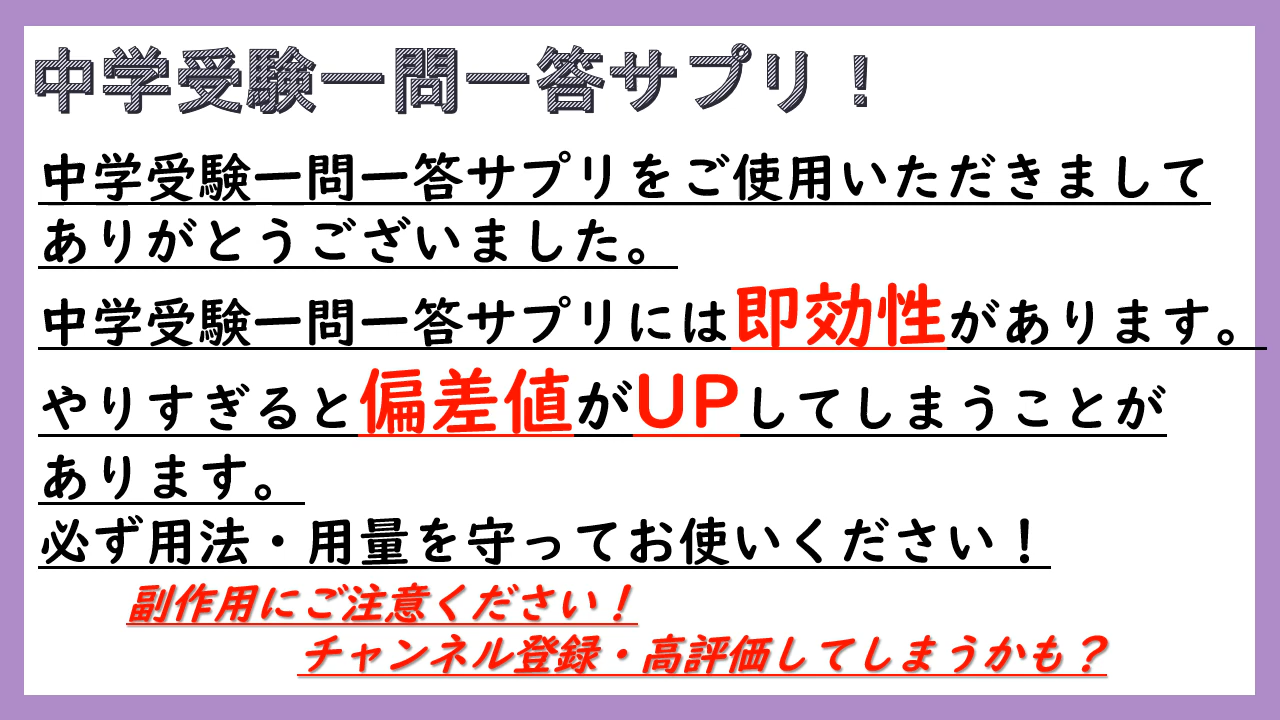 中学受験一問一答サプリ！
中学受験一問一答サプリをご使用いただきまして
ありがとうございました。
中学受験一問一答サプリには即効性があります。
やりすぎると偏差値がUPしてしまうことが
あります。
必ず用法・用量を守ってお使いください！
副作用にご注意ください！
チャンネル登録・高評価してしまうかも？